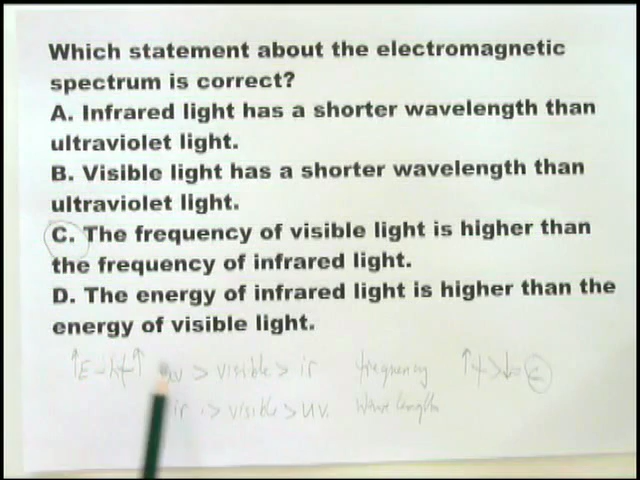 Which statement about the electromagnetic
spectrum is correct?
A. Infrared light has a shorter wavelength than
ultraviolet light.
B. Visible light has a shorter wavelength than
ultraviolet light.
C. The frequency of visible light is higher than
the frequency of infrared light.
D. The energy of infrared light is higher than the
energy of visible light.
↑E = hf↑ uv > visible > ir frequency
ir > visible > uv. wavelength